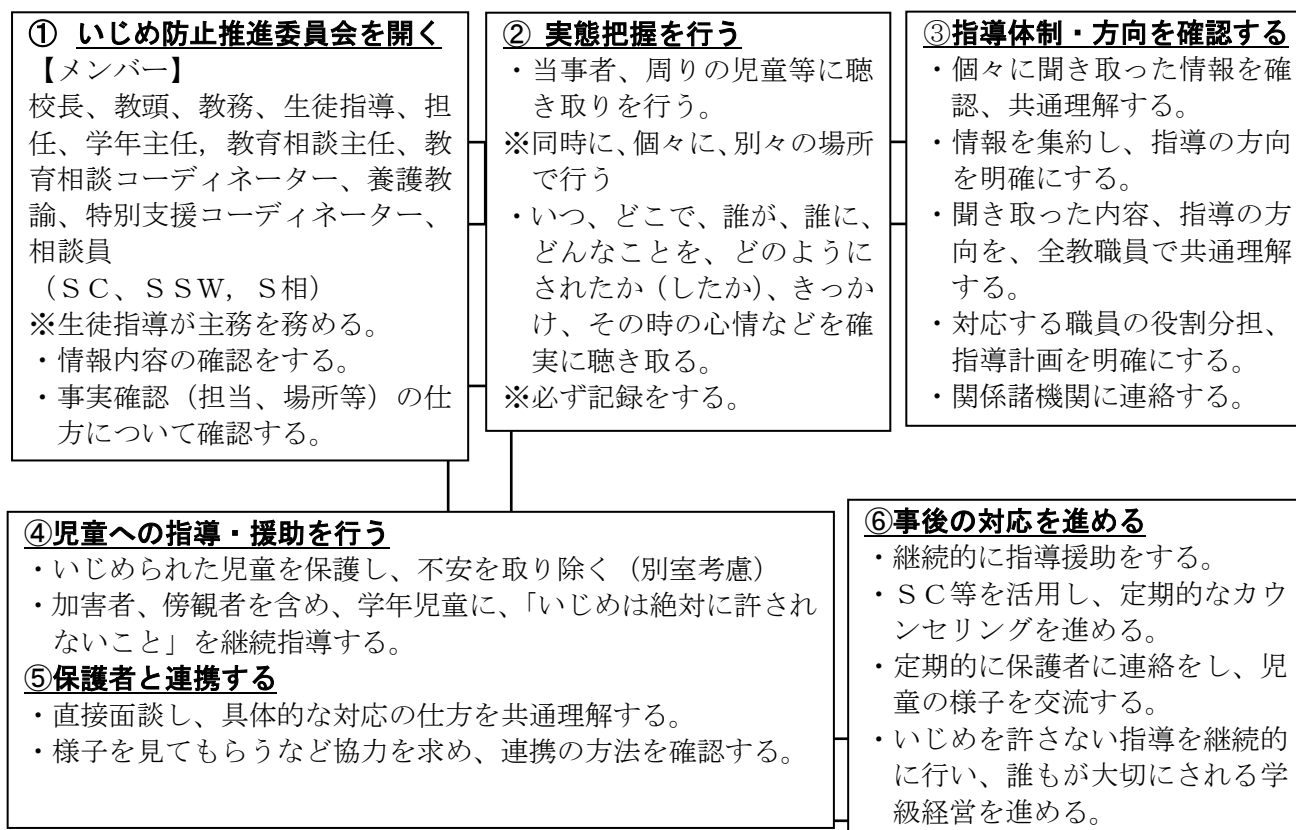 ① いじめ防止推進委員会を開く
【メンバー】
校長、教頭、教務、生徒指導、担
任、学年主任，教育相談主任、教
育相談コーディネーター、養護教
諭、特別支援コーディネーター、
相談員
（ＳＣ、ＳＳＷ，Ｓ相）
※生徒指導が主務を務める。
・情報内容の確認をする。
・事実確認（担当、場所等）の仕
方について確認する。
② 実態把握を行う
・当事者、周りの児童等に聴
き取りを行う。
※同時に、個々に、別々の場所
で行う
・いつ、どこで、誰が、誰に、
どんなことを、どのように
されたか（したか）、きっか
け、その時の心情などを確
実に聴き取る。
※必ず記録をする。
③指導体制・方向を確認する
・個々に聞き取った情報を確
認、共通理解する。
・情報を集約し、指導の方向
を明確にする。
・聞き取った内容、指導の方
向を、全教職員で共通理解
する。
・対応する職員の役割分担、
指導計画を明確にする。
・関係諸機関に連絡する。
④児童への指導・援助を行う
・いじめられた児童を保護し、不安を取り除く（別室考慮）
・加害者、傍観者を含め、学年児童に、「いじめは絶対に許され
ないこと」を継続指導する。
⑤保護者と連携する
・直接面談し、具体的な対応の仕方を共通理解する。
・様子を見てもらうなど協力を求め、連携の方法を確認する。
⑥事後の対応を進める
・継続的に指導援助をする。
・ＳＣ等を活用し、定期的なカウ
ンセリングを進める。
・定期的に保護者に連絡をし、児
童の様子を交流する。
・いじめを許さない指導を継続的
に行い、誰もが大切にされる学
級経営を進める。